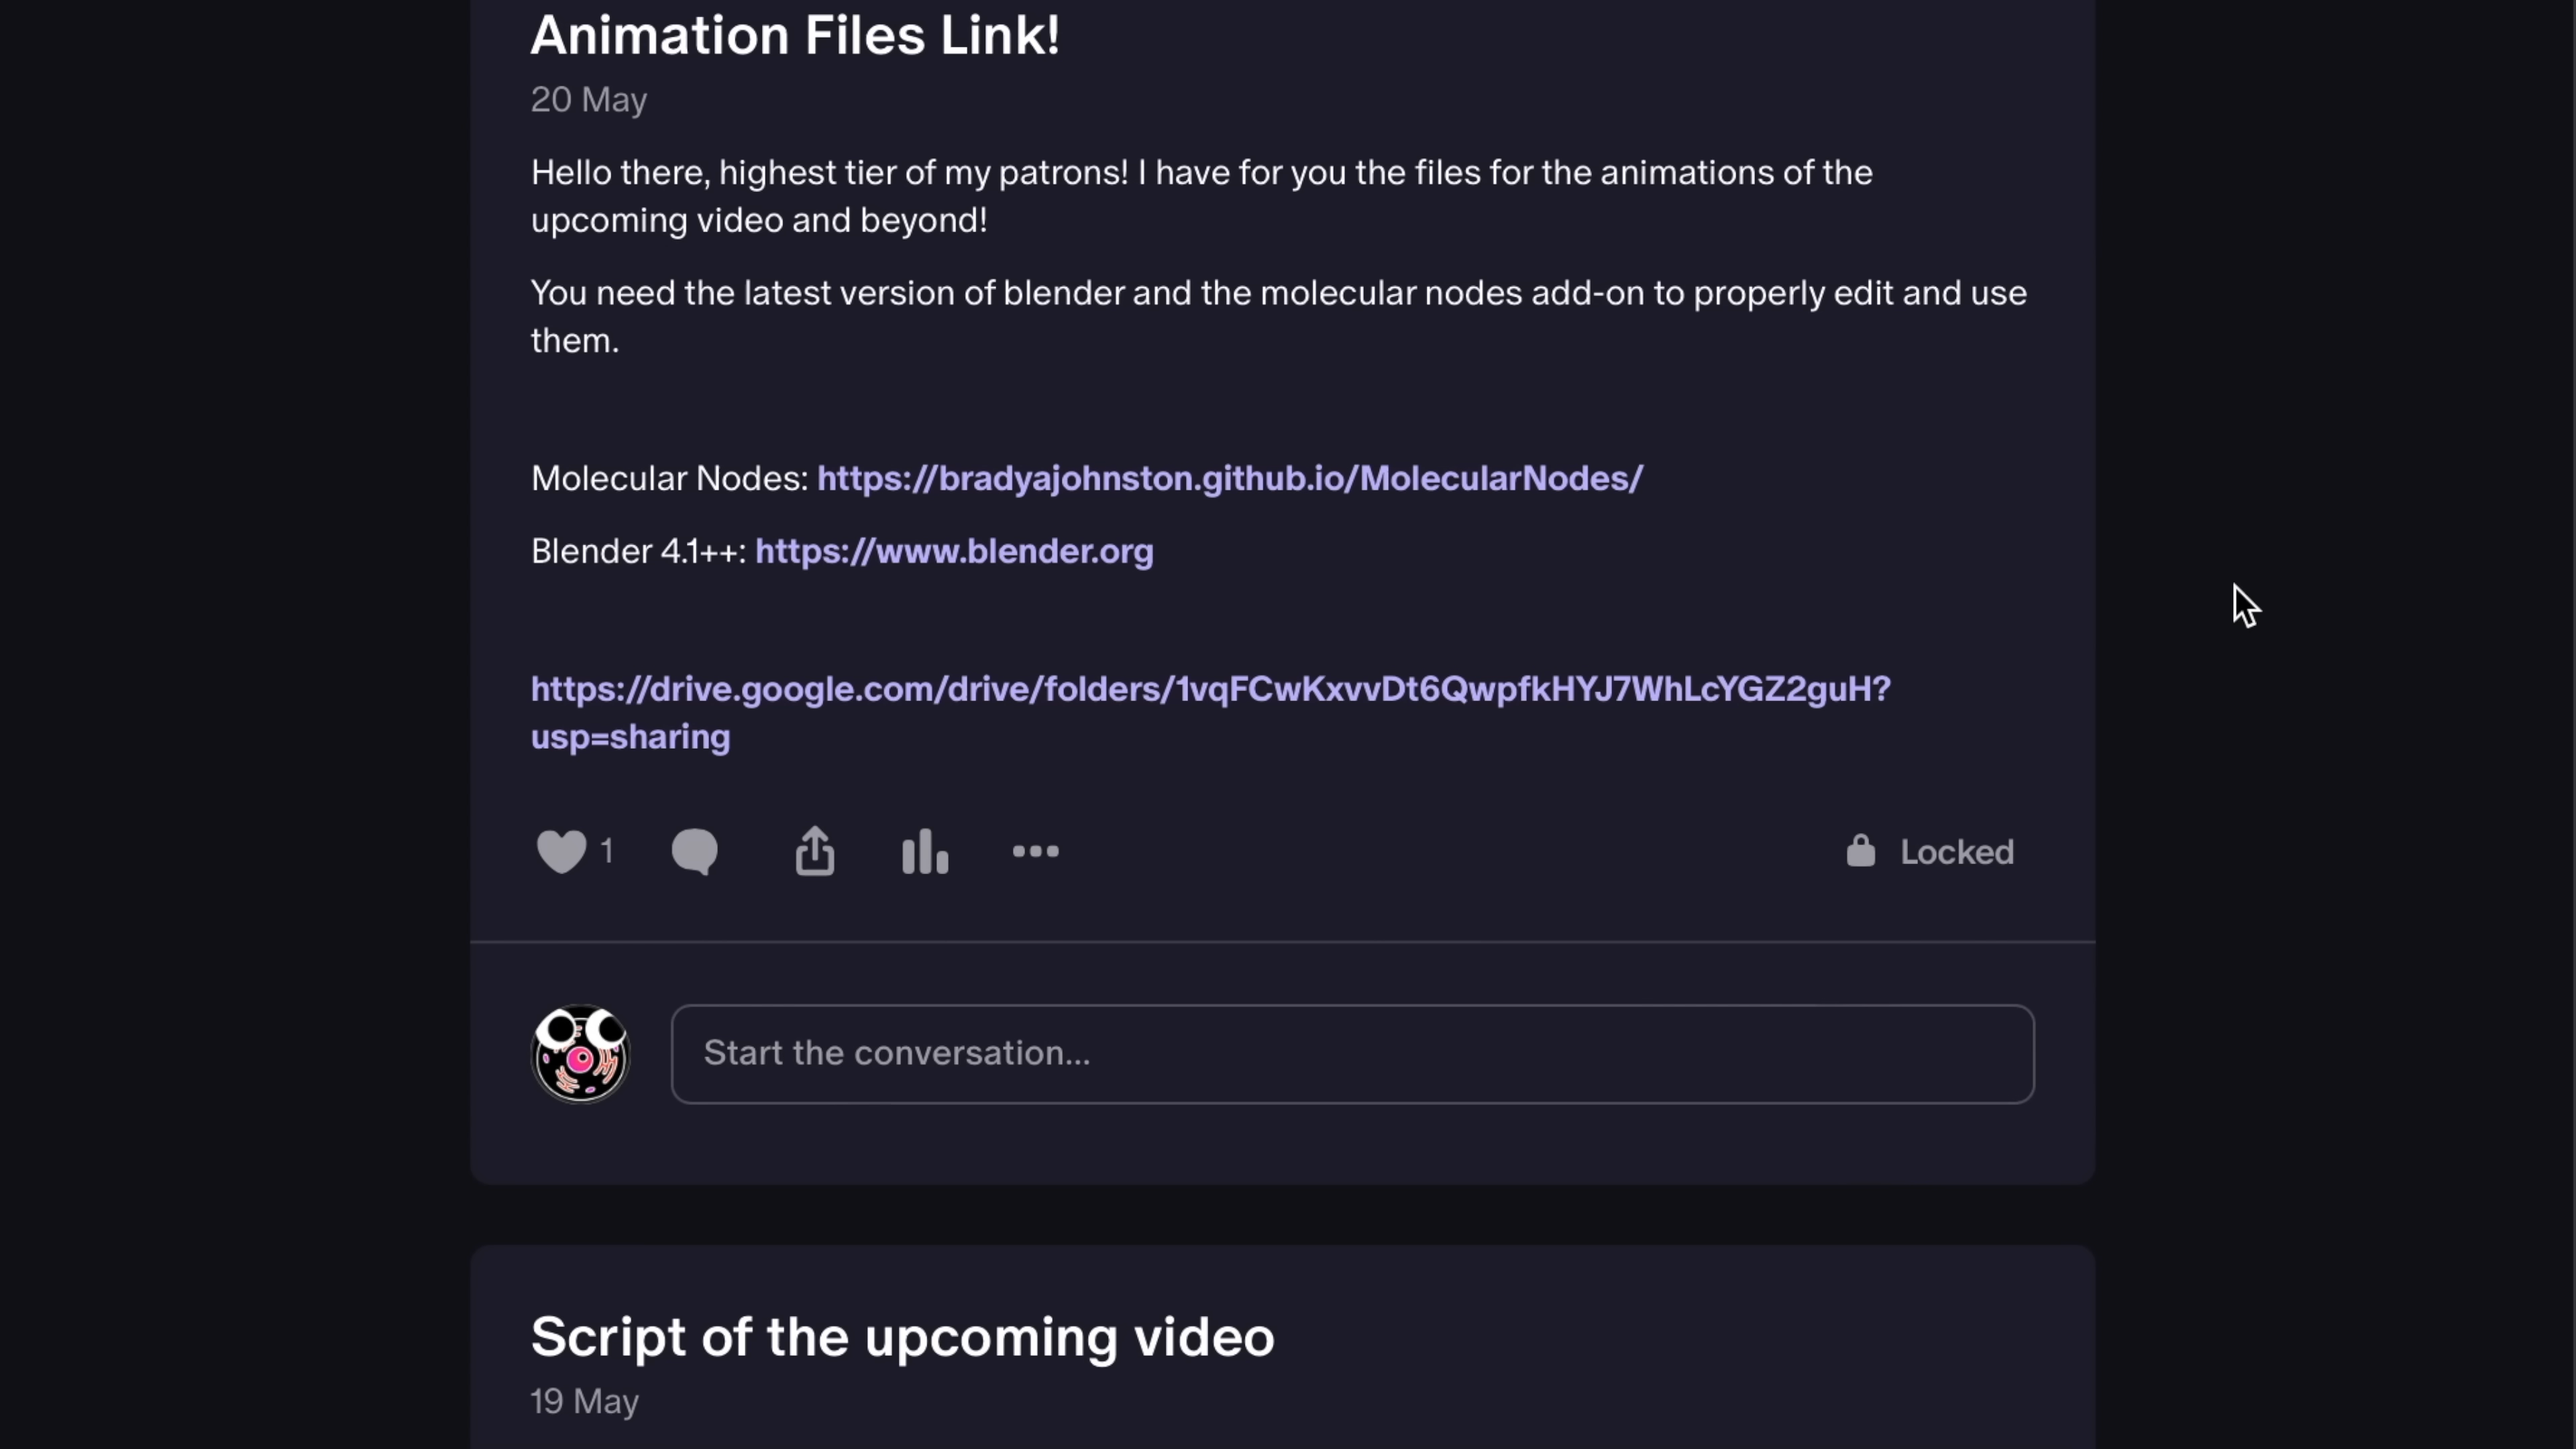 Animation Files Link!
20 May
Hello there, highest tier of my patrons! I have for you the files for the animations of the
upcoming video and beyond!
You need the latest version of blender and the molecular nodes add-on to properly edit and use
them.
Molecular Nodes: https://bradyajohnston.github.io/MolecularNodes/
Blender 4.1++: https://www.blender.org
https://drive.google.com/drive/folders/1vqFCwKxvvDt6QwpfkHYJ7WhLcYGZ2guH?
usp=sharing
1
Locked
Start the conversation...
Script of the upcoming video
19 May